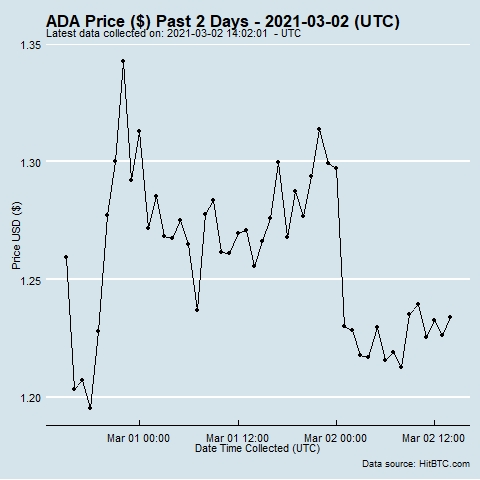 ADA Price ($) Past 2 Days - 2021-03-02 (UTC)
Latest data collected on: 2021-03-02 14:02:01 - UTC
1.35
1.30
1.25
1.20
Price USD ($)
Mar 01 00:00
Mar 01 12:00
Mar 02 00:00
Mar 02 12:00
Date Time Collected (UTC)
Data source: HitBTC.com